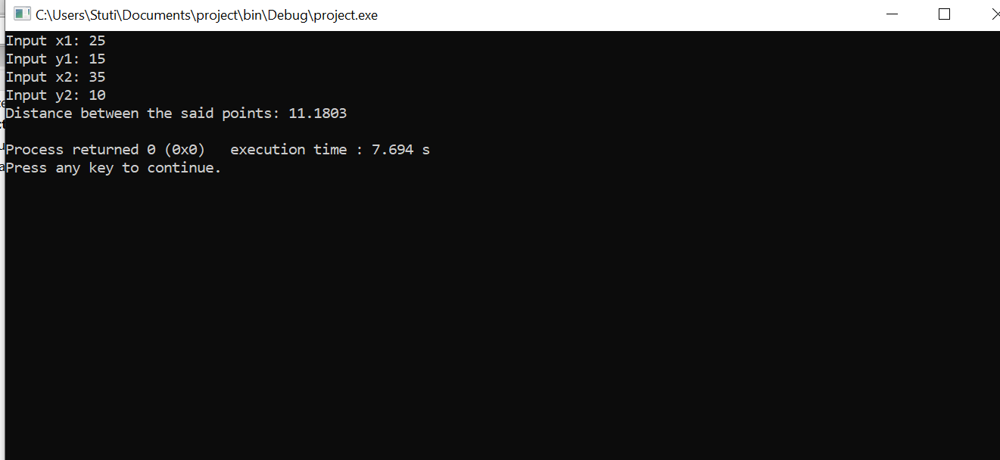 C:\Users\Stuti\Documents\project\bin\Debug\project.exe
Input x1: 25
Input y1: 15
Input x2: 35
Input y2: 10
Distance between the said points: 11.1803
Process returned 0 (0x0)   execution time : 7.694 s
Press any key to continue.